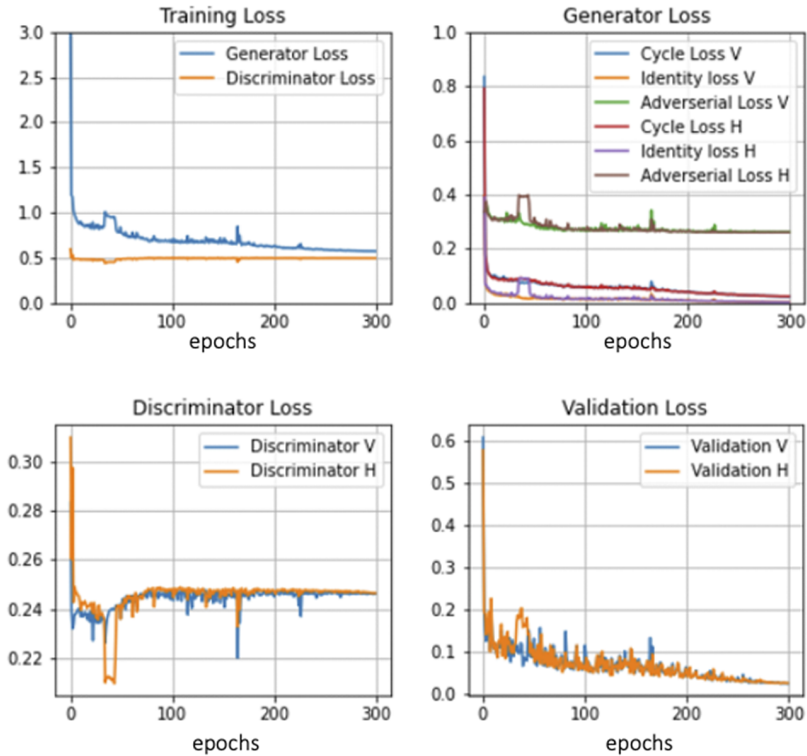 Training Loss
3.0
2.5
2.0
1.5
1.0
0.5
0.0
Generator Loss
Discriminator Loss
0 100 200 300
epochs
Generator Loss
1.0
0.8
0.6
0.4
0.2
0.0
Cycle Loss V
Identity loss V
Adverserial Loss V
Cycle Loss H
Identity loss H
Adverserial Loss H
0 100 200 300
epochs
Discriminator Loss
0.30
0.28
0.26
0.24
0.22
Discriminator V
Discriminator H
0 100 200 300
epochs
Validation Loss
0.6
0.5
0.4
0.3
0.2
0.1
0.0
Validation V
Validation H
0 100 200 300
epochs